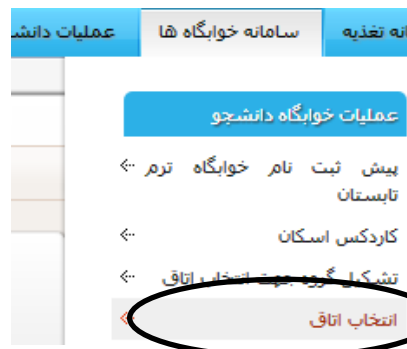 نه تغذیه
سامانه خوابگاه ها
عملیات دانش
عملیات خوابگاه دانشجو
پیش ثبت نام خوابگاه ترم
تابستان
کاردکس اسکان
تشکیل گروه جهت انتخاب اتاق
انتخاب اتاق